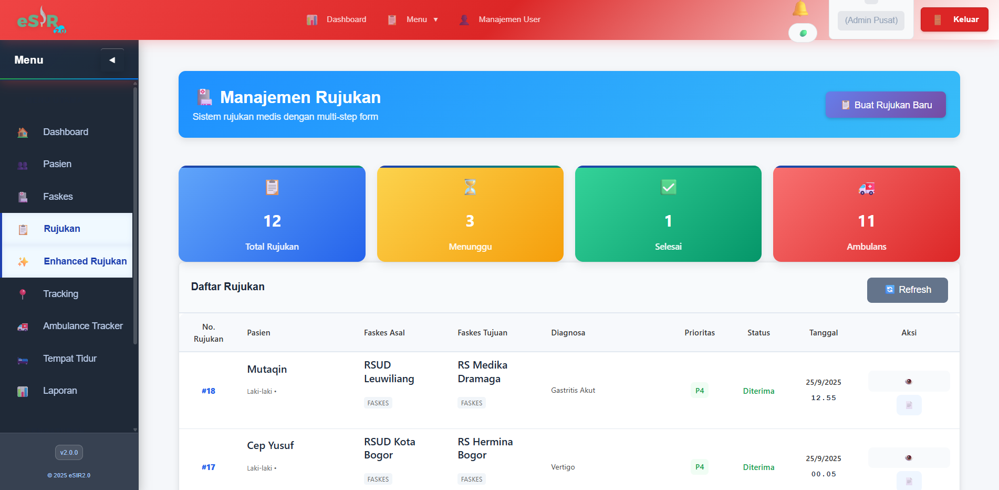 eSIR
2.0
Dashboard
Menu ▼
Manajemen User
(Admin Pusat)
Keluar
Menu
◀
Dashboard
Pasien
Faskes
Rujukan
Enhanced Rujukan
Tracking
Ambulance Tracker
Tempat Tidur
Laporan
v2.0.0
© 2025 eSIR2.0
Manajemen Rujukan
Sistem rujukan medis dengan multi-step form
Buat Rujukan Baru
12
Total Rujukan
3
Menunggu
1
Selesai
11
Ambulans
Daftar Rujukan
Refresh
No.
Rujukan
Pasien
Faskes Asal
Faskes Tujuan
Diagnosa
Prioritas
Status
Tanggal
Aksi
#18
Mutaqin
Laki-laki •
RSUD
Leuwiliang
FASKES
RS Medika
Dramaga
FASKES
Gastritis Akut
P4
Diterima
25/9/2025
12.55
#17
Cep Yusuf
Laki-laki •
RSUD Kota
Bogor
FASKES
RS Hermina
Bogor
FASKES
Vertigo
P4
Diterima
25/9/2025
00.05